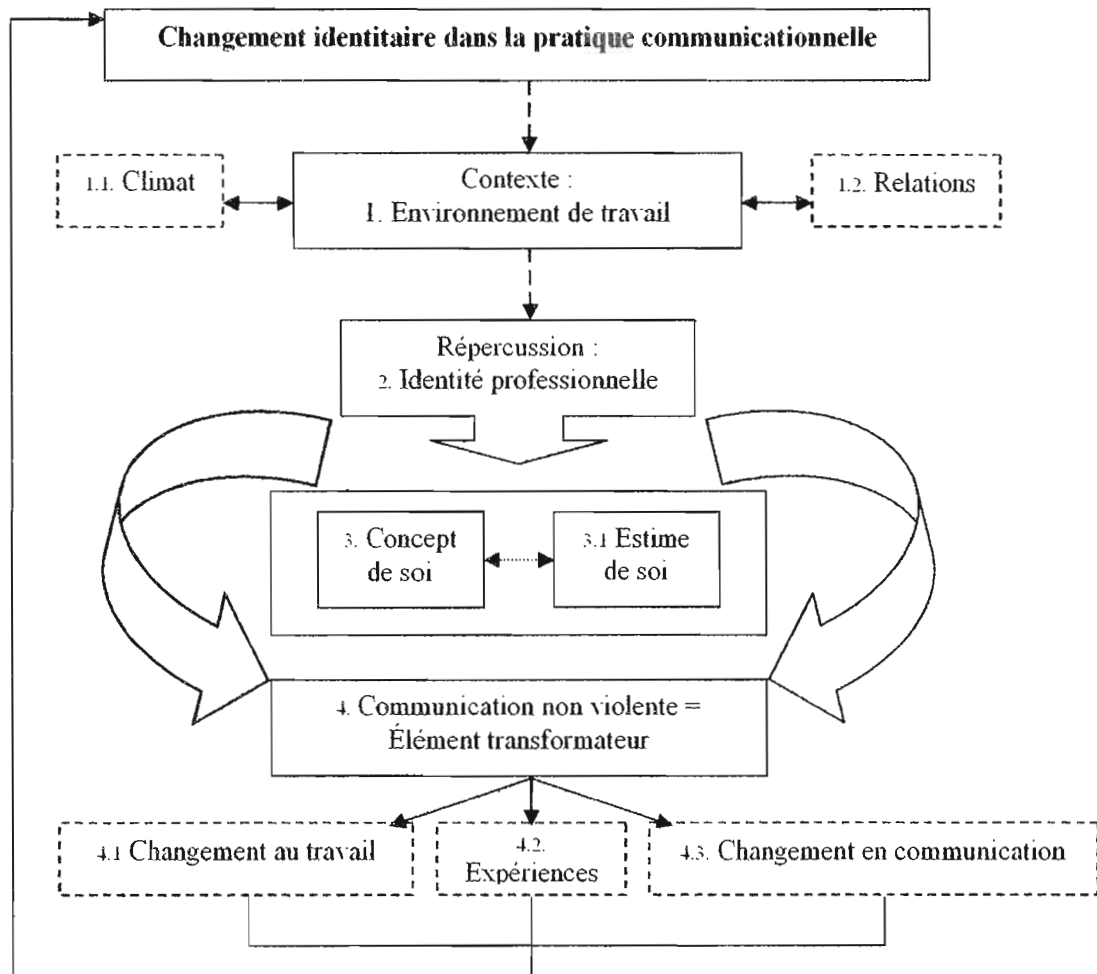 Changement identitaire dans la pratique communicationnelle
1.1. Climat
Contexte :
1. Environnement de travail
1.2. Relations
Répercussion :
2. Identité professionnelle
3. Concept
de soi
3.1 Estime
de soi
4. Communication non violente =
Élément transformateur
4.1 Changement au travail
4.2.
Expériences
4.3. Changement en communication